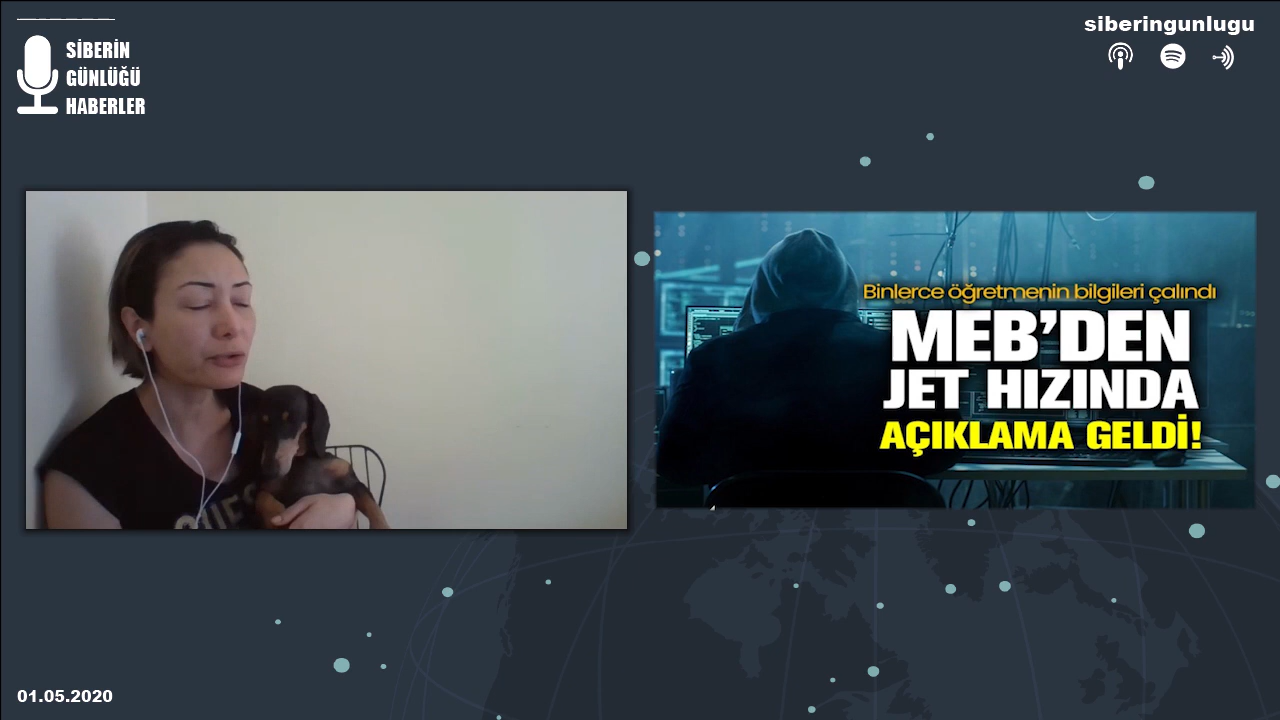 SİBERİN
GÜNLÜĞÜ
HABERLER
siberingunlugu
Binlerce öğretmenin bilgileri çalındı
MEB'DEN
JET HIZINDA
AÇIKLAMA GELDİ!
01.05.2020